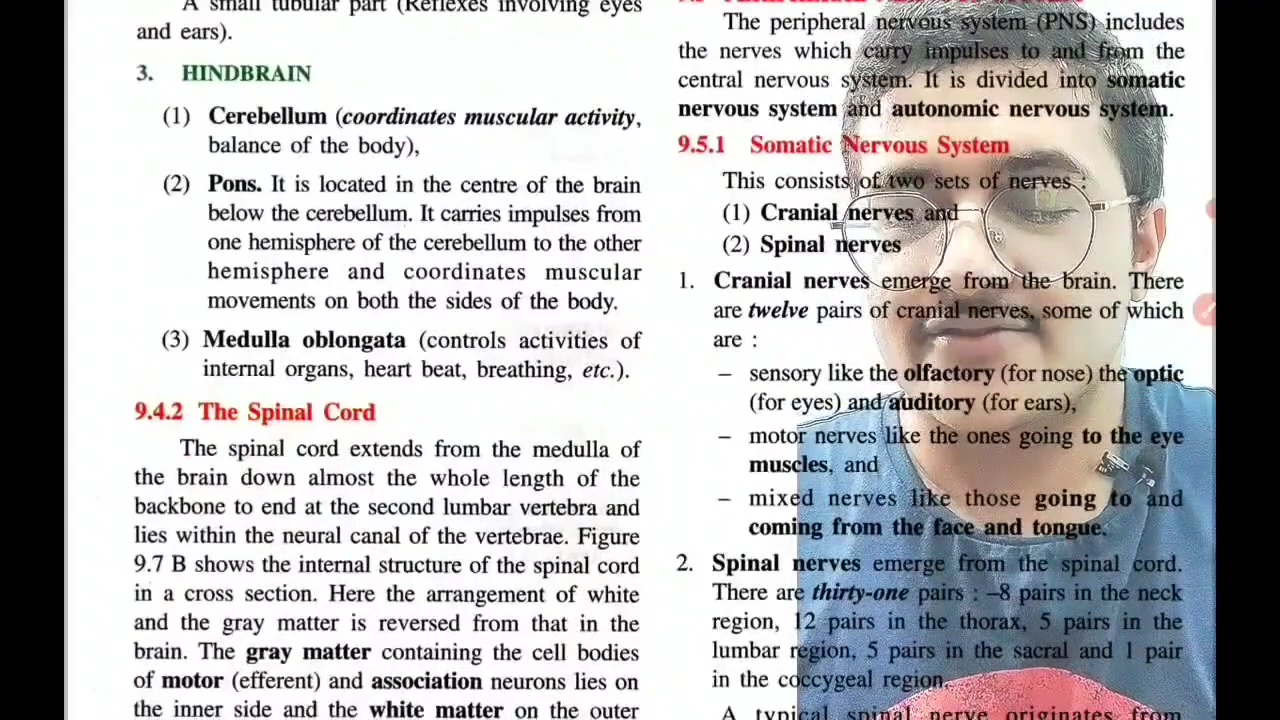 A small tubular part (Reflexes involving eyes
and ears).
3. HINDBRAIN
(1) Cerebellum (coordinates muscular activity,
balance of the body),
(2) Pons. It is located in the centre of the brain
below the cerebellum. It carries impulses from
one hemisphere of the cerebellum to the other
hemisphere and coordinates muscular
movements on both the sides of the body.
(3) Medulla oblongata (controls activities of
internal organs, heart beat, breathing, etc.).
9.4.2 The Spinal Cord
The spinal cord extends from the medulla of
the brain down almost the whole length of the
backbone to end at the second lumbar vertebra and
lies within the neural canal of the vertebrae. Figure
9.7 B shows the internal structure of the spinal cord
in a cross section. Here the arrangement of white
and the gray matter is reversed from that in the
brain. The gray matter containing the cell bodies
of motor (efferent) and association neurons lies on
the inner side and the white matter on the outer
The peripheral nervous system (PNS) includes
the nerves which carry impulses to and from the
central nervous system. It is divided into somatic
nervous system and autonomic nervous system.
9.5.1 Somatic Nervous System
This consists of two sets of nerves :
(1) Cranial nerves and
(2) Spinal nerves
1. Cranial nerves emerge from the brain. There
are twelve pairs of cranial nerves, some of which
are :
– sensory like the olfactory (for nose) the optic
(for eyes) and auditory (for ears),
– motor nerves like the ones going to the eye
muscles, and
– mixed nerves like those going to and
coming from the face and tongue.
2. Spinal nerves emerge from the spinal cord.
There are thirty-one pairs : –8 pairs in the neck
region, 12 pairs in the thorax, 5 pairs in the
lumbar region, 5 pairs in the sacral and 1 pair
in the coccygeal region.
A typical spinal nerve originates from